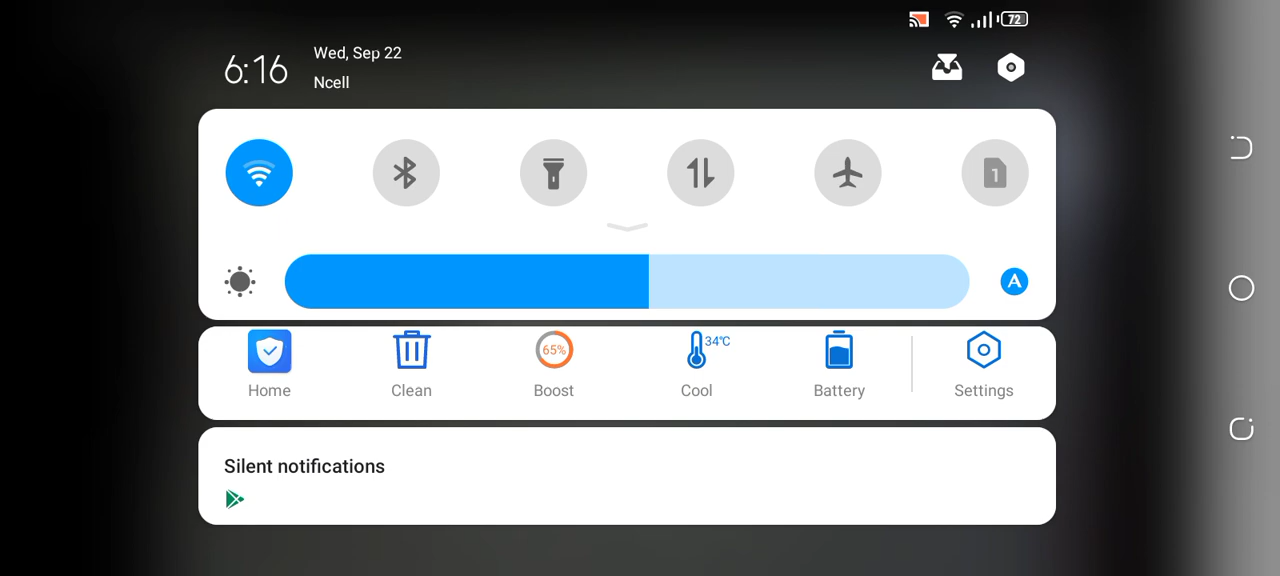 72
6:16
Wed, Sep 22
Ncell
1
A
65%
34℃
Home
Clean
Boost
Cool
Battery
Settings
Silent notifications